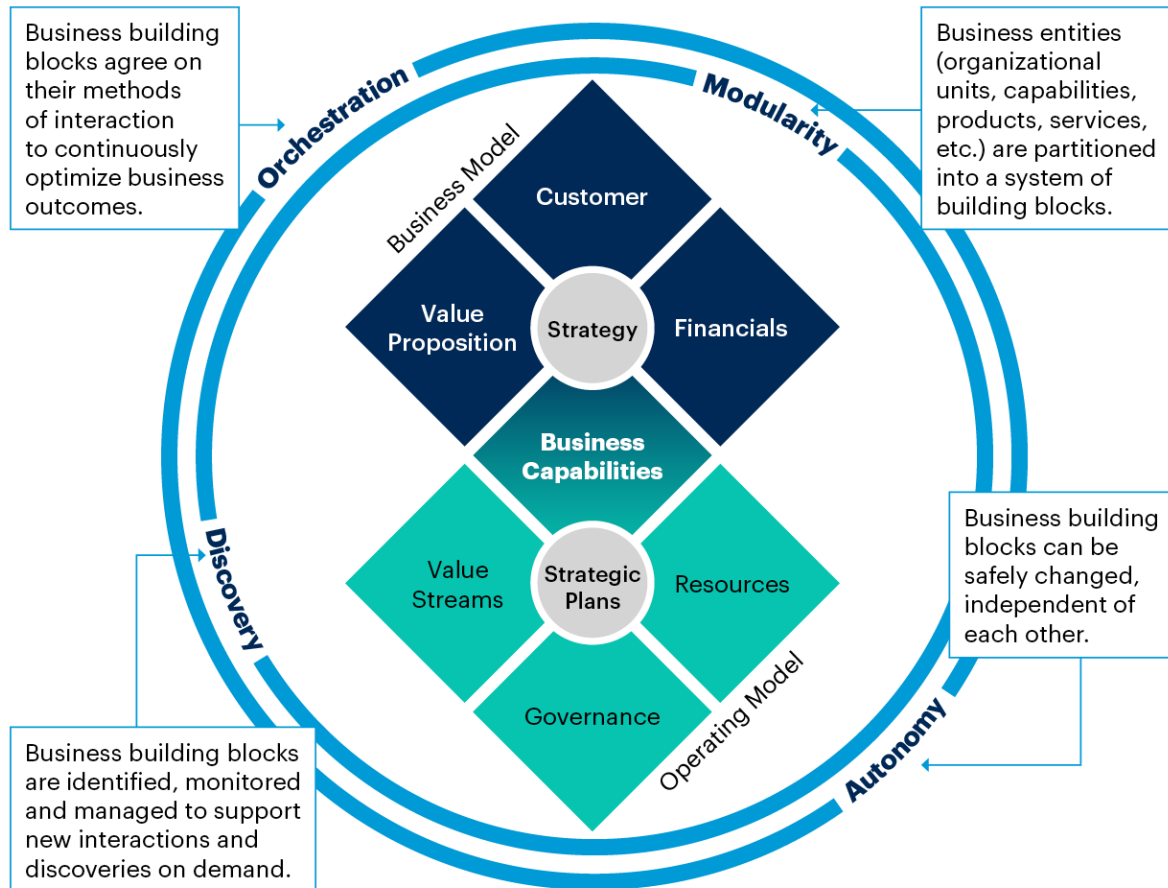 Business building
blocks agree on
their methods
of interaction
to continuously
optimize business
outcomes.
Orchestration
Modularity
Business entities
(organizational
units, capabilities,
products, services,
etc.) are partitioned
into a system of
building blocks.
Business Model
Customer
Value
Proposition
Strategy
Financials
Business
Capabilities
Value
Streams
Strategic
Plans
Resources
Governance
Operating Model
Discovery
Autonomy
Business building
blocks can be
safely changed,
independent of
each other.
Business building blocks
are identified, monitored
and managed to support
new interactions and
discoveries on demand.